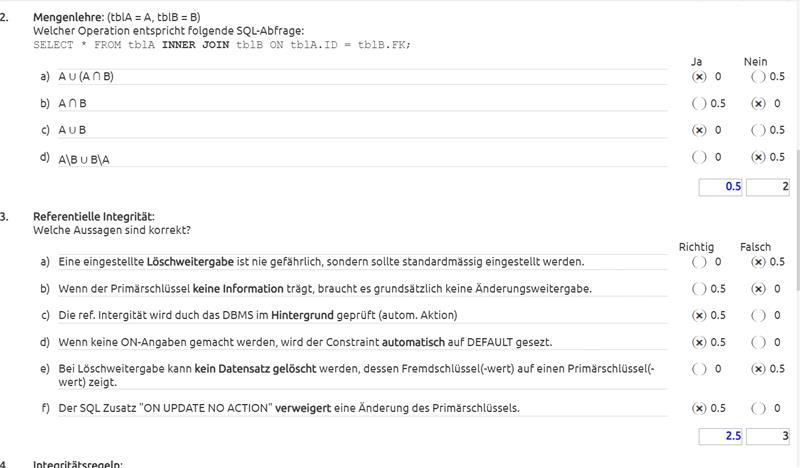 2. Mengenlehre: (tblA = A, tblB = B)
Welcher Operation entspricht folgende SQL-Abfrage:
SELECT * FROM tblA INNER JOIN tblB ON tblA.ID = tblB.FK;
Ja Nein
a) A ∪ (A ∩ B) (x) 0 ( ) 0.5
b) A ∩ B ( ) 0.5 (x) 0
c) A ∪ B (x) 0 ( ) 0.5
d) A\B ∪ B\A ( ) 0 (x) 0.5
0.5 2
3. Referentielle Integrität:
Welche Aussagen sind korrekt?
Richtig Falsch
a) Eine eingestellte Löschweitergabe ist nie gefährlich, sondern sollte standardmässig eingestellt werden. ( ) 0 (x) 0.5
b) Wenn der Primärschlüssel keine Information trägt, braucht es grundsätzlich keine Änderungsweitergabe. ( ) 0.5 (x) 0
c) Die ref. Intergität wird duch das DBMS im Hintergrund geprüft (autom. Aktion) (x) 0.5 ( ) 0
d) Wenn keine ON-Angaben gemacht werden, wird der Constraint automatisch auf DEFAULT gesezt. (x) 0.5 ( ) 0
e) Bei Löschweitergabe kann kein Datensatz gelöscht werden, dessen Fremdschlüssel(-wert) auf einen Primärschlüssel(- ( ) 0 (x) 0.5
wert) zeigt.
f) Der SQL Zusatz "ON UPDATE NO ACTION" verweigert eine Änderung des Primärschlüssels. (x) 0.5 ( ) 0
2.5 3
4 Integritätsregeln: